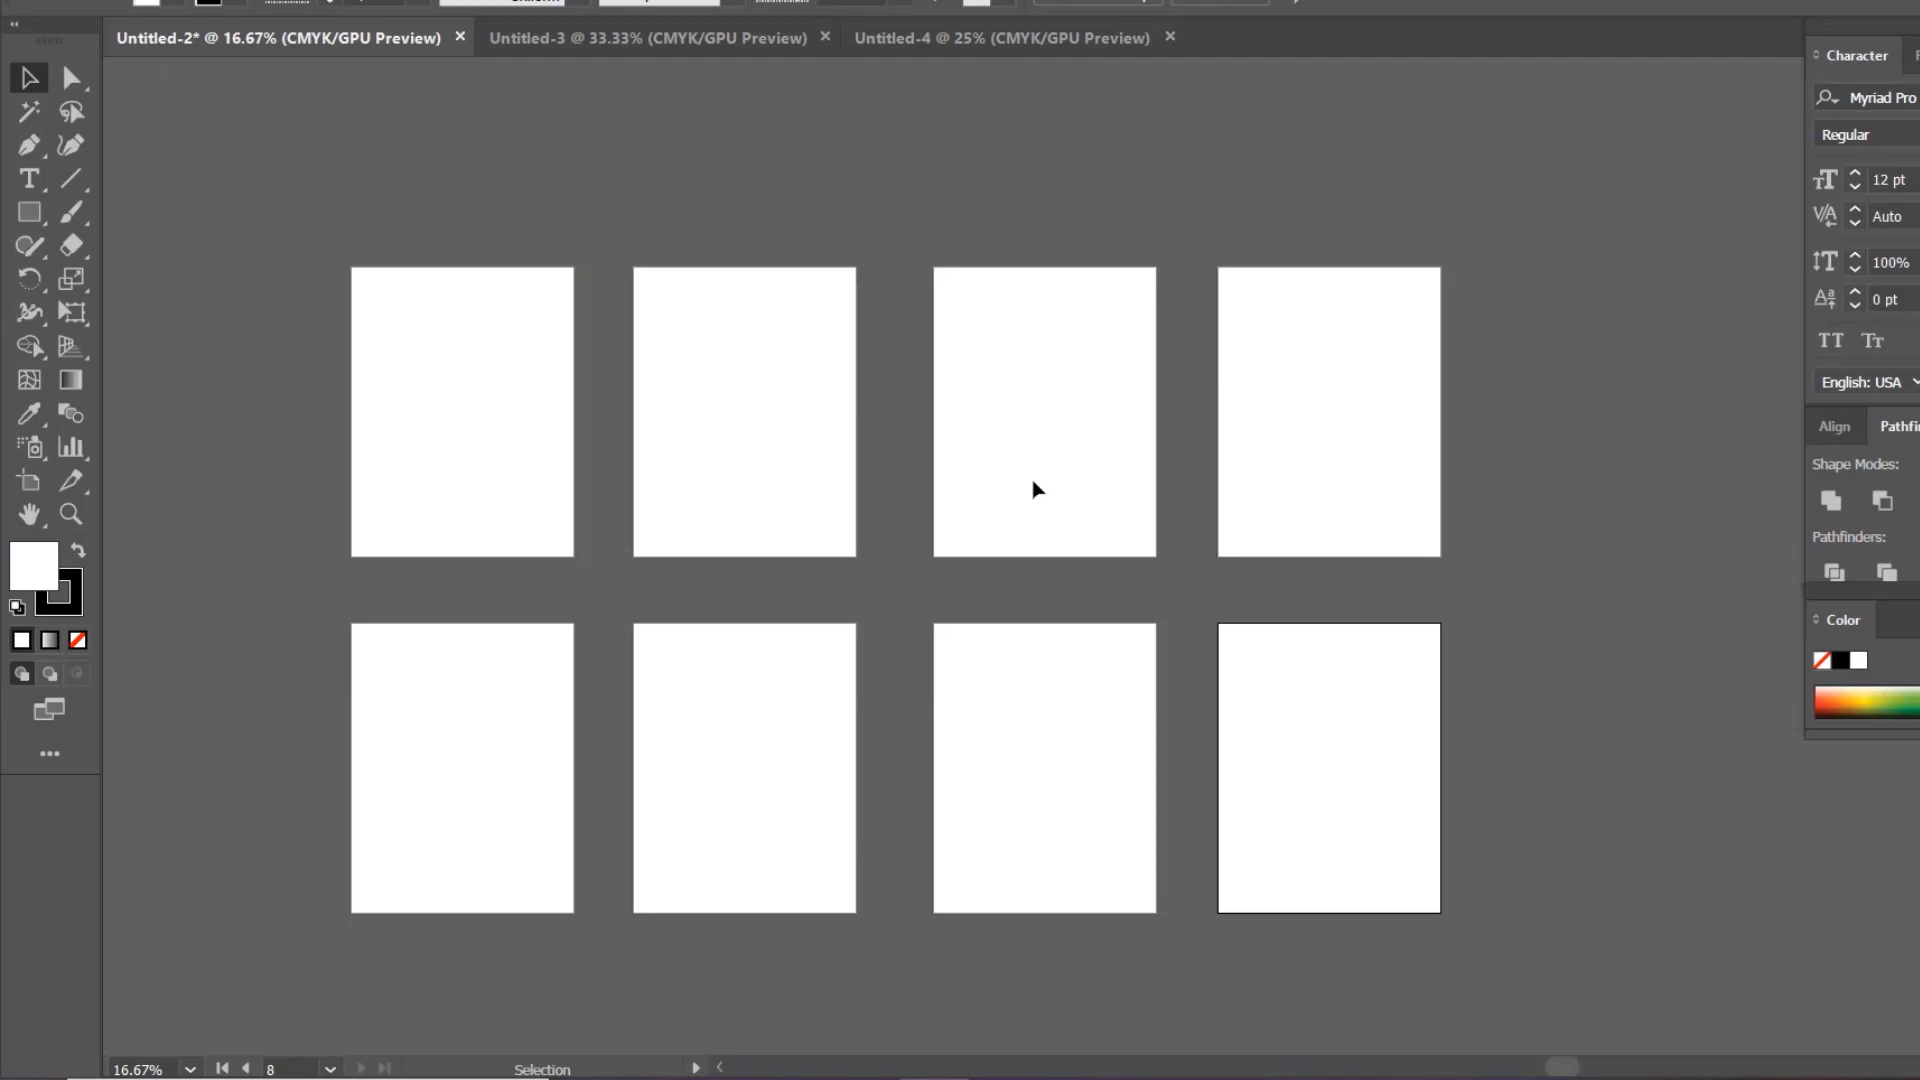 Untitled-2* @ 16.67% (CMYK/GPU Preview)
Untitled-3 @ 33.33% (CMYK/GPU Preview)
Untitled-4 @ 25% (CMYK/GPU Preview)
Character
Myriad Pro
Regular
12 pt
Auto
100%
0 pt
TT Tr
English: USA
Align
Pathfi
Shape Modes:
Pathfinders:
Color
16.67%
8
Selection